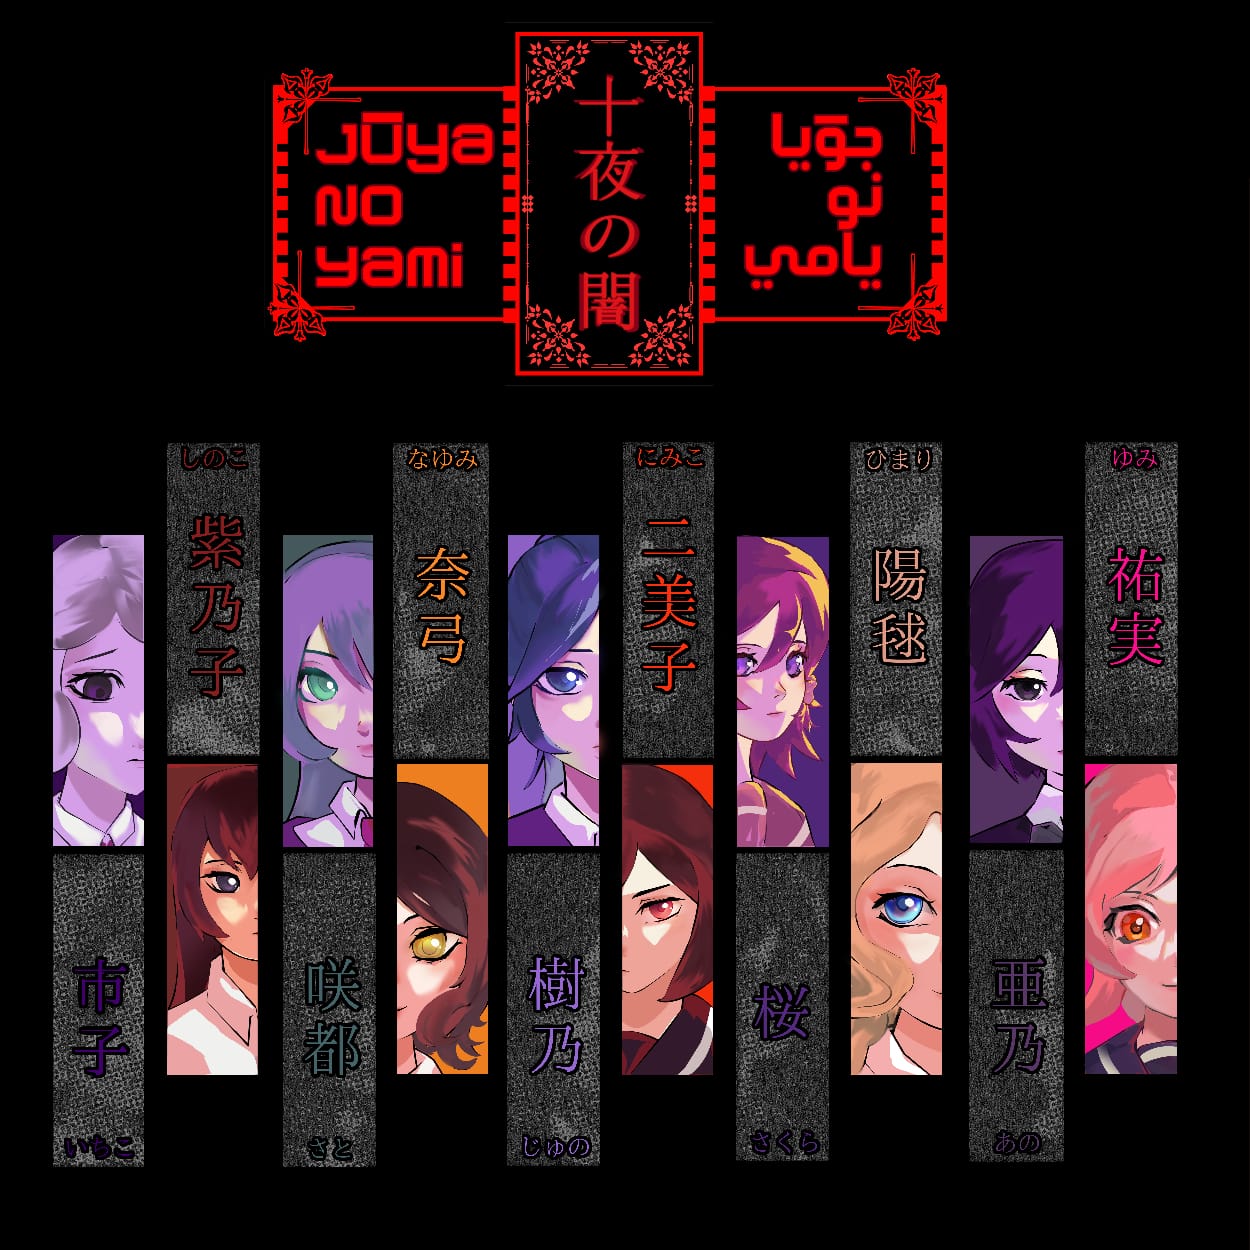 JŪya
NO
yami
十夜の闇
جوٓيا
نو
يامي
しのこ
紫乃子
なゆみ
奈弓
にみこ
二美子
ひまり
陽毬
ゆみ
祐実
市子
いちこ
咲都
さと
樹乃
じゅの
桜
さくら
亜乃
あの